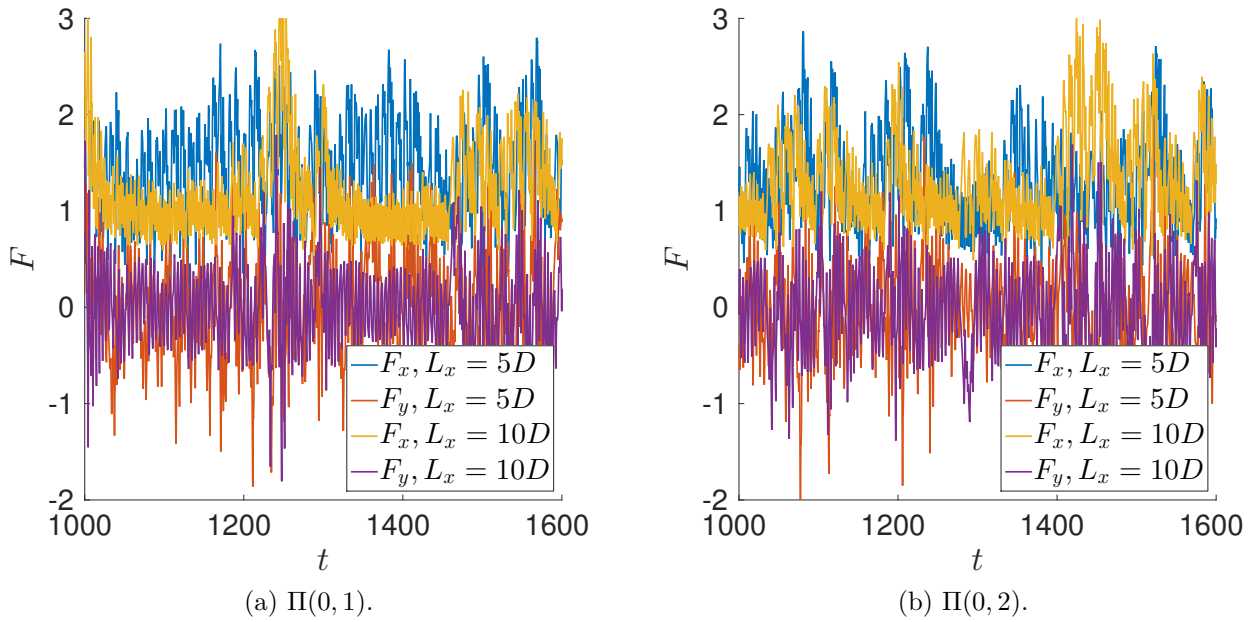 3
2
1
0
-1
-2
F
1000 1200 1400 1600
t
F_x, L_x = 5D
F_y, L_x = 5D
F_x, L_x = 10D
F_y, L_x = 10D
(a) Π(0, 1).
3
2
1
0
-1
-2
F
1000 1200 1400 1600
t
F_x, L_x = 5D
F_y, L_x = 5D
F_x, L_x = 10D
F_y, L_x = 10D
(b) Π(0, 2).